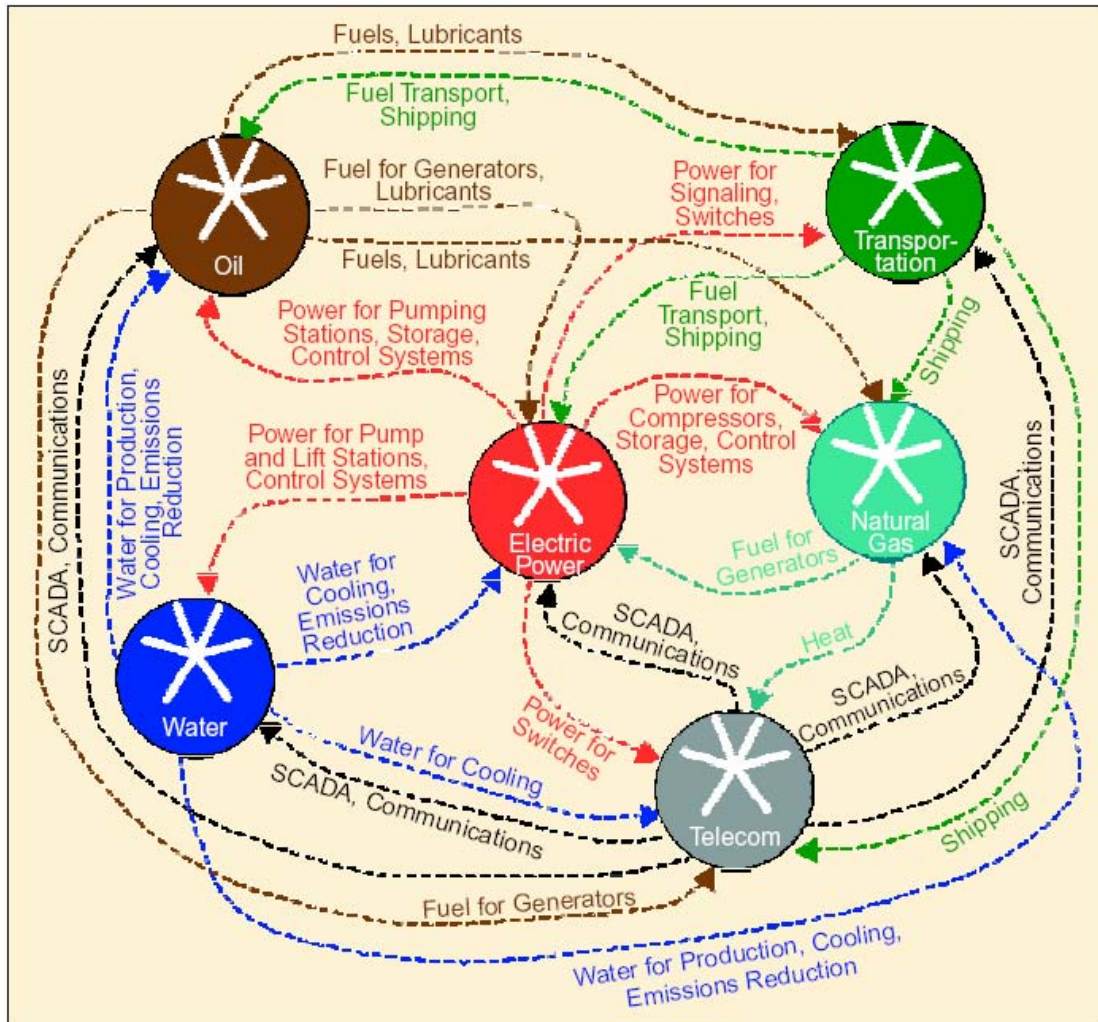 Fuels, Lubricants
Fuel Transport,
Shipping
Fuel for Generators,
Lubricants
Power for
Signaling,
Switches
Oil
Transpor-
tation
Fuels, Lubricants
Fuel
Transport,
Shipping
Shipping
Power for Pumping
Stations, Storage,
Control Systems
Power for
Compressors,
Storage, Control
Systems
Power for Pump
and Lift Stations,
Control Systems
SCADA, Communications
Water for Production,
Cooling, Emissions
Reduction
SCADA,
Communications
Electric
Power
Natural
Gas
Fuel for
Generators
Water for
Cooling,
Emissions
Reduction
SCADA,
Communications
Heat
SCADA,
Communications
Water
Power for
Switches
Water for Cooling
SCADA, Communications
Telecom
Shipping
Fuel for Generators
Water for Production, Cooling,
Emissions Reduction